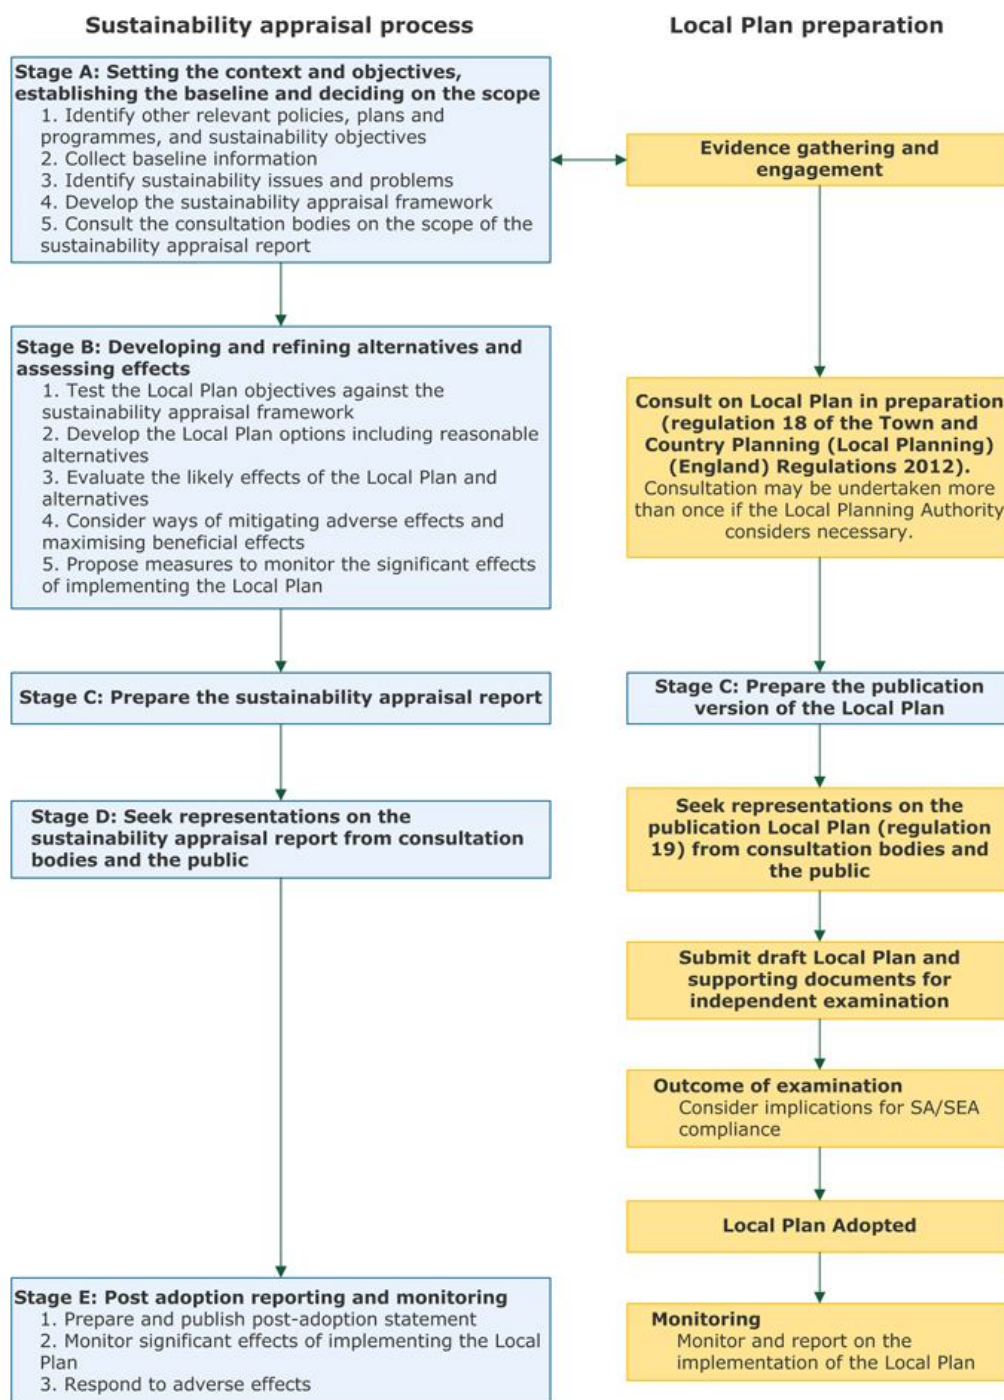 Sustainability appraisal process
Local Plan preparation
Stage A: Setting the context and objectives,
establishing the baseline and deciding on the scope
1. Identify other relevant policies, plans and
programmes, and sustainability objectives
2. Collect baseline information
3. Identify sustainability issues and problems
4. Develop the sustainability appraisal framework
5. Consult the consultation bodies on the scope of the
sustainability appraisal report
Evidence gathering and
engagement
Stage B: Developing and refining alternatives and
assessing effects
1. Test the Local Plan objectives against the
sustainability appraisal framework
2. Develop the Local Plan options including reasonable
alternatives
3. Evaluate the likely effects of the Local Plan and
alternatives
4. Consider ways of mitigating adverse effects and
maximising beneficial effects
5. Propose measures to monitor the significant effects
of implementing the Local Plan
Consult on Local Plan in preparation
(regulation 18 of the Town and
Country Planning (Local Planning)
(England) Regulations 2012).
Consultation may be undertaken more
than once if the Local Planning Authority
considers necessary.
Stage C: Prepare the sustainability appraisal report
Stage C: Prepare the publication
version of the Local Plan
Stage D: Seek representations on the
sustainability appraisal report from consultation
bodies and the public
Seek representations on the
publication Local Plan (regulation
19) from consultation bodies and
the public
Submit draft Local Plan and
supporting documents for
independent examination
Outcome of examination
Consider implications for SA/SEA
compliance
Local Plan Adopted
Stage E: Post adoption reporting and monitoring
1. Prepare and publish post-adoption statement
2. Monitor significant effects of implementing the Local
Plan
3. Respond to adverse effects
Monitoring
Monitor and report on the
implementation of the Local Plan